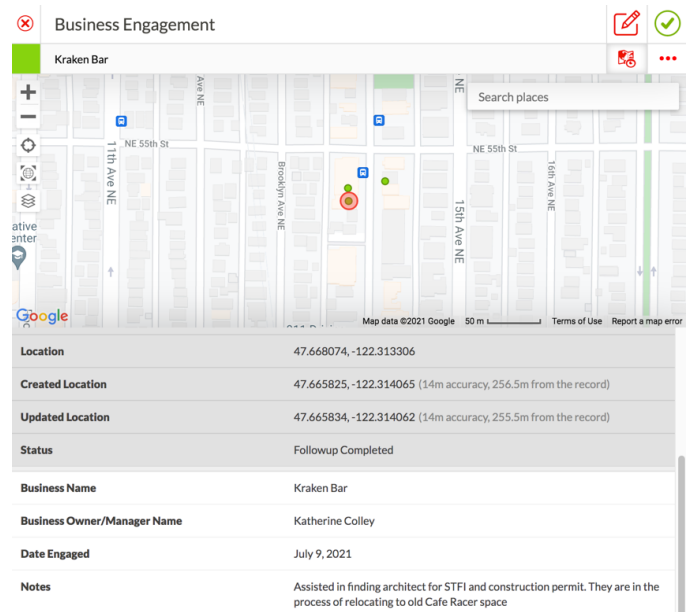 Business Engagement
Kraken Bar
Search places
Ave NE
NE
NE 55th St
NE 55th St
11th Ave NE
Brooklyn Ave NE
15th Ave NE
16th Ave NE
ative
enter
Google
Map data ©2021 Google 50 m Terms of Use Report a map error
Location 47.668074, -122.313306
Created Location 47.665825, -122.314065 (14m accuracy, 256.5m from the record)
Updated Location 47.665834, -122.314062 (14m accuracy, 255.5m from the record)
Status Followup Completed
Business Name Kraken Bar
Business Owner/Manager Name Katherine Colley
Date Engaged July 9, 2021
Notes Assisted in finding architect for STFI and construction permit. They are in the
process of relocating to old Cafe Racer space